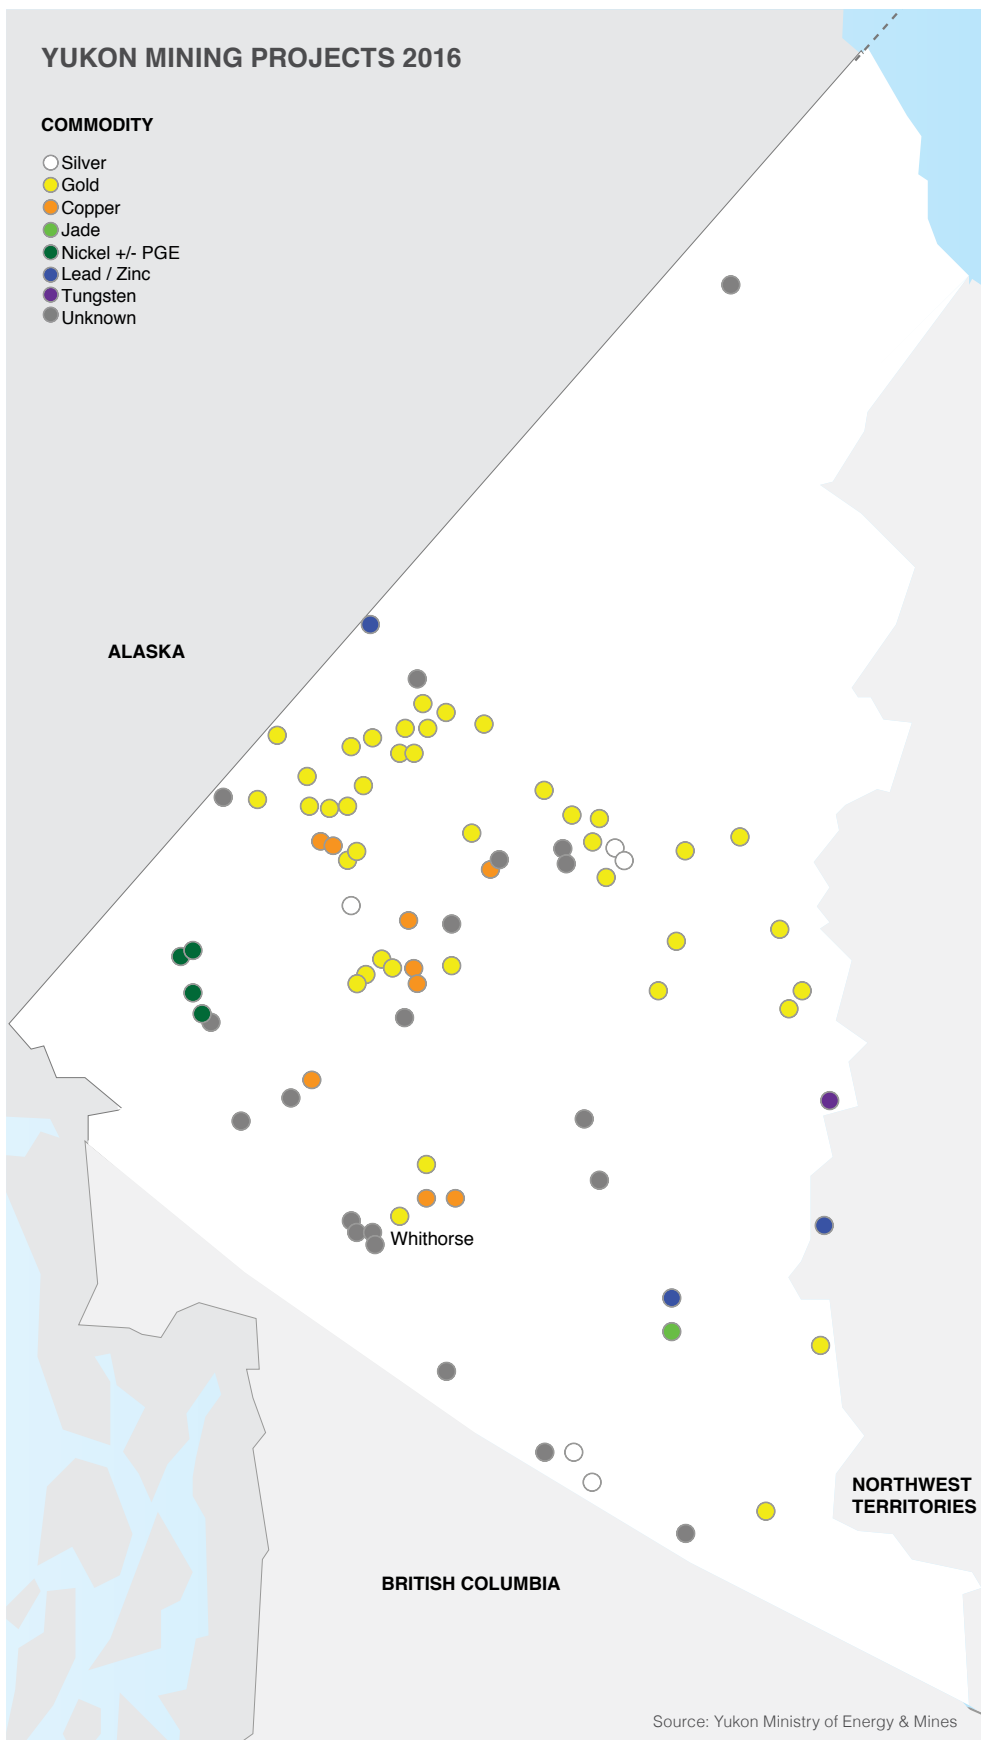 YUKON MINING PROJECTS 2016
COMMODITY
Silver
Gold
Copper
Jade
Nickel +/- PGE
Lead / Zinc
Tungsten
Unknown
ALASKA
Whithorse
NORTHWEST
TERRITORIES
BRITISH COLUMBIA
Source: Yukon Ministry of Energy & Mines